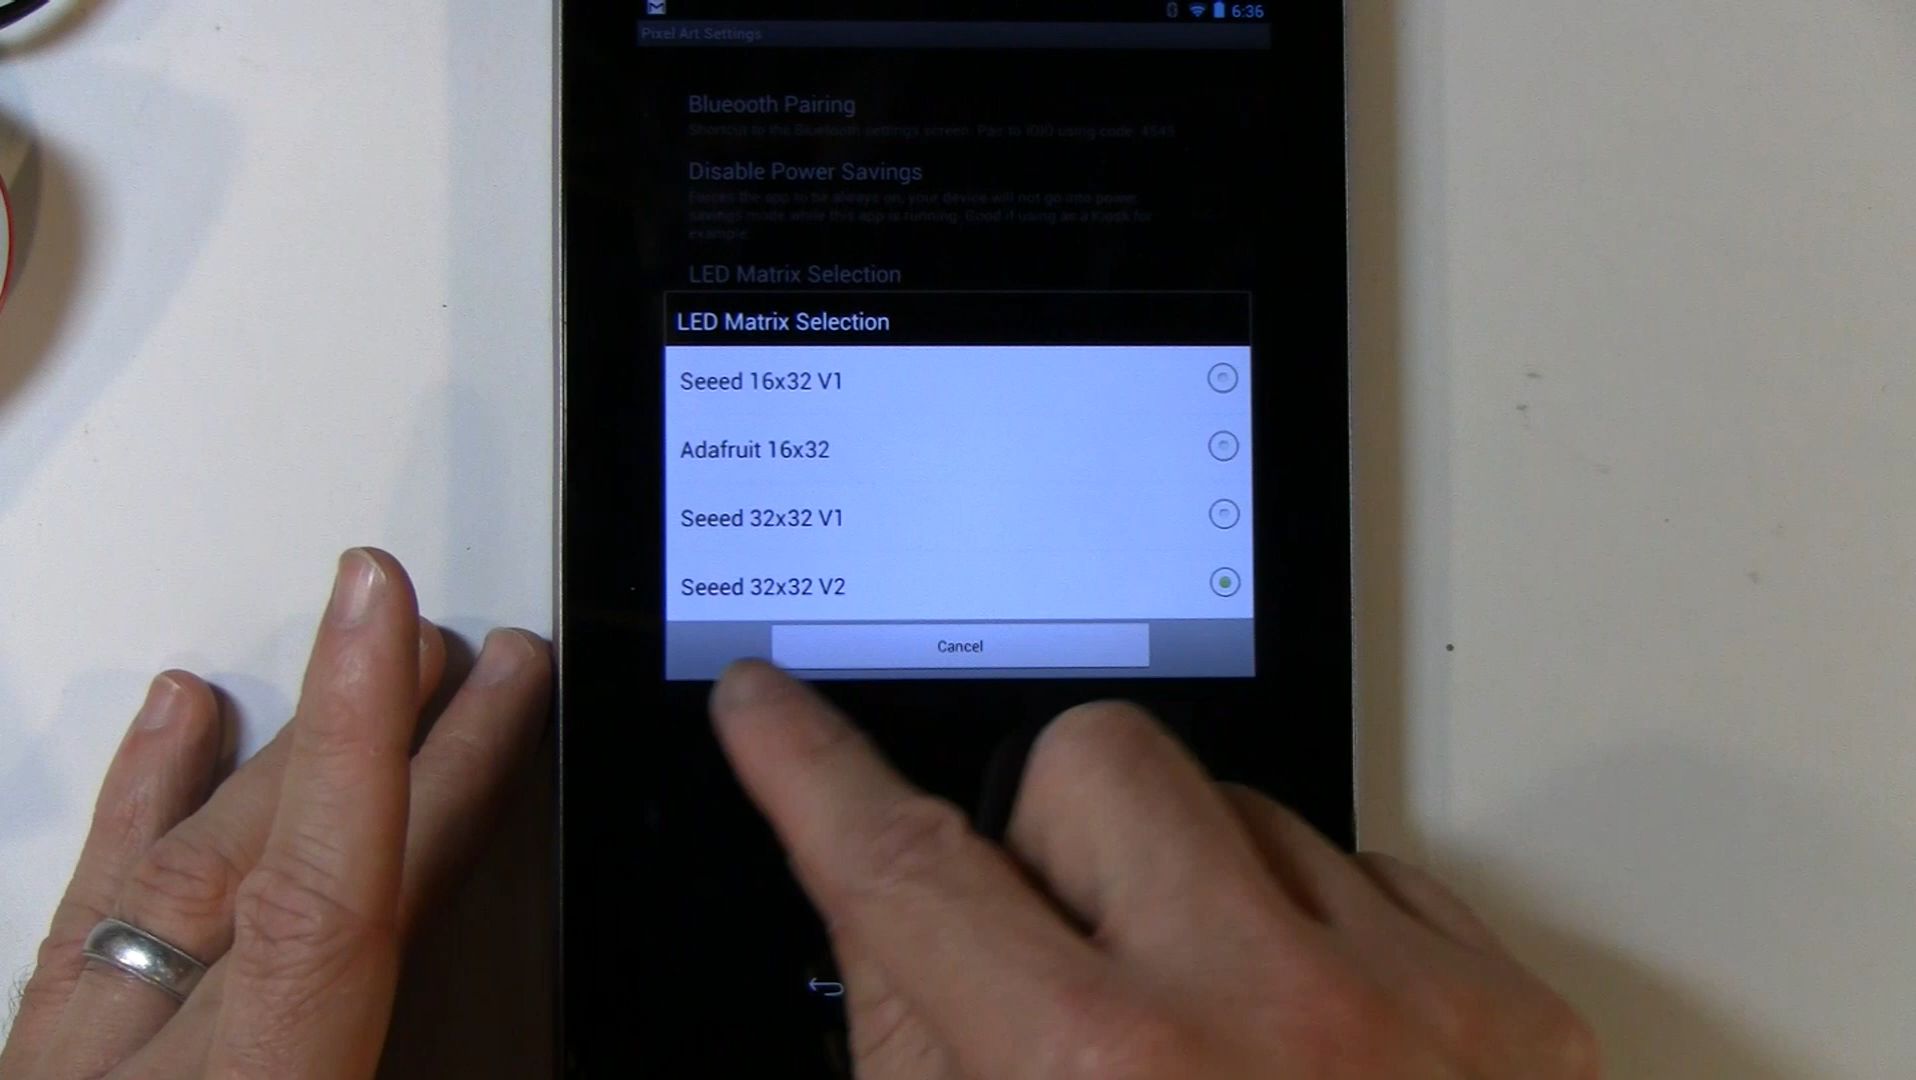 6:36
Pixel Art Settings
Blueooth Pairing
Shortcut to the Bluetooth settings screen. Pair to IOIO using code: 4545
Disable Power Savings
Forces the app to be always on, your device will not go into power
savings mode while this app is running. Good if using as a Kiosk for
example.
LED Matrix Selection
LED Matrix Selection
Seeed 16x32 V1
Adafruit 16x32
Seeed 32x32 V1
Seeed 32x32 V2
Cancel